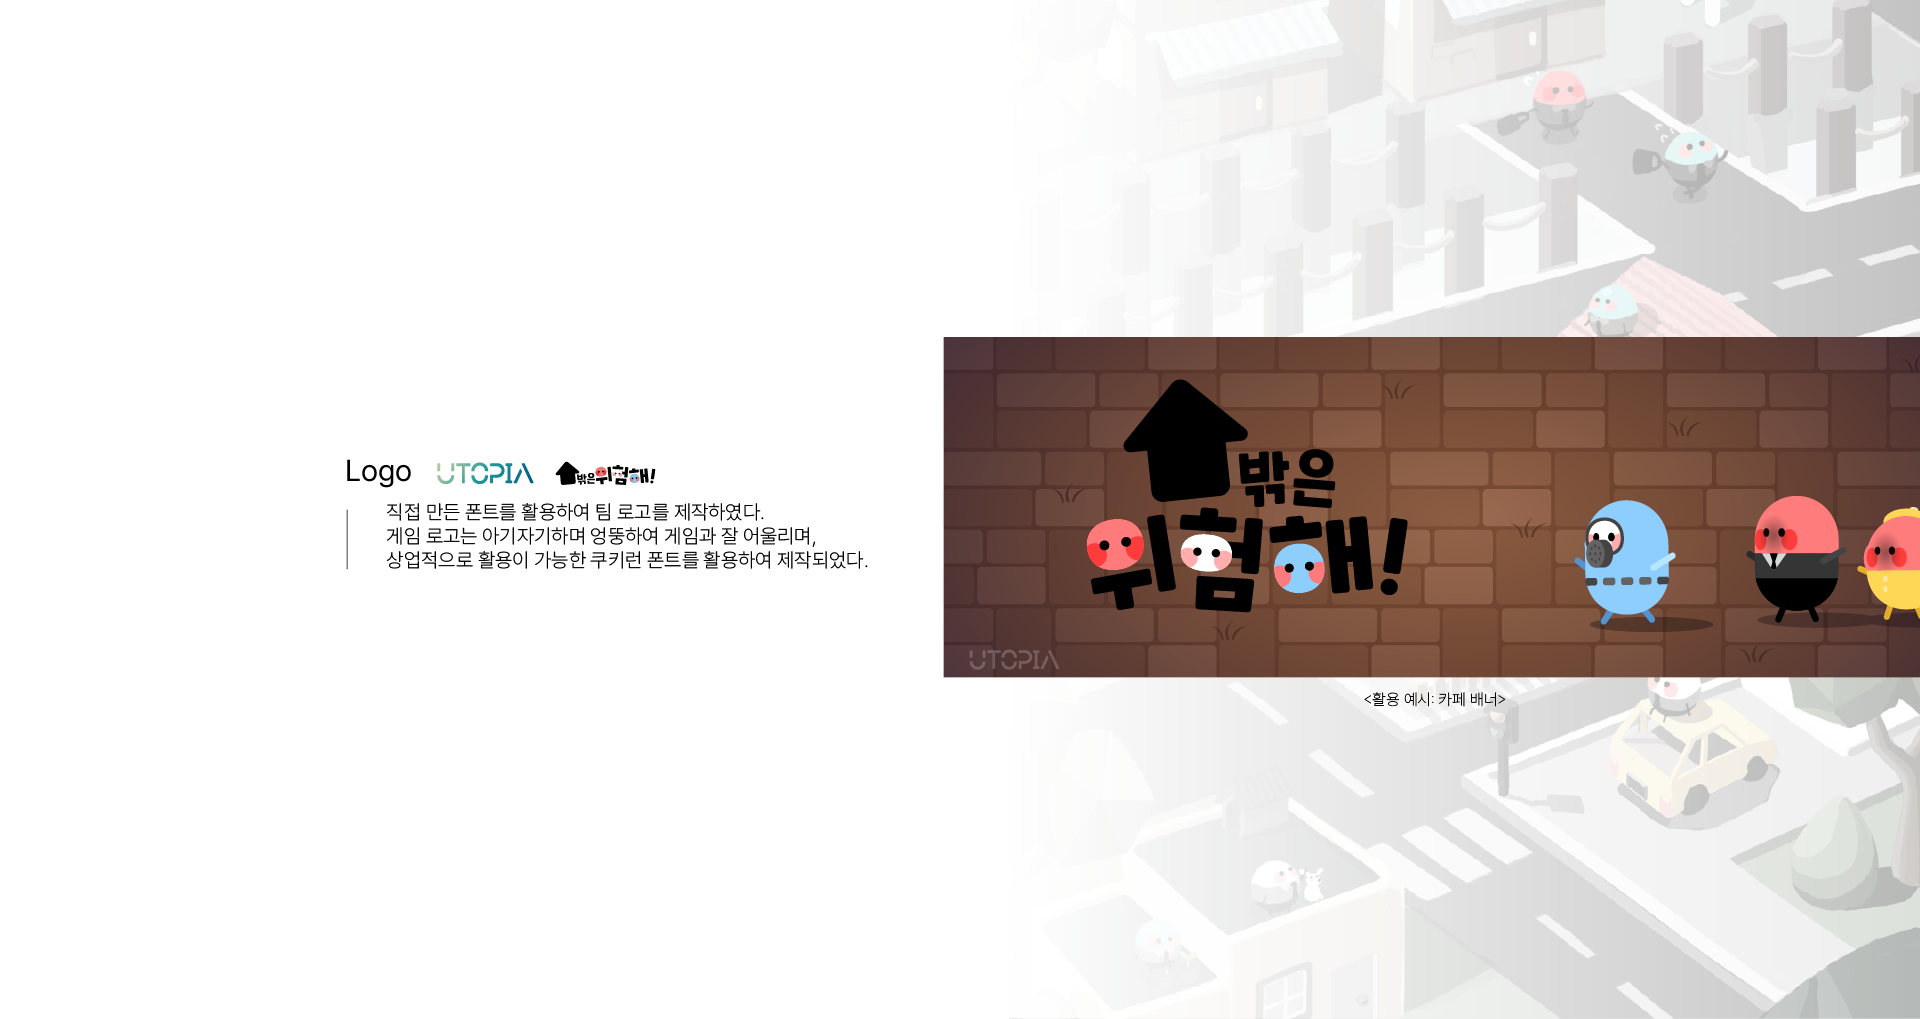 Logo UTOPIA 밖은 위험해!
직접 만든 폰트를 활용하여 팀 로고를 제작하였다.
게임 로고는 아기자기하며 엉뚱하여 게임과 잘 어울리며,
상업적으로 활용이 가능한 쿠키런 폰트를 활용하여 제작되었다.
밖은
위험해!
UTOPIA
<활용 예시: 카페 배너>